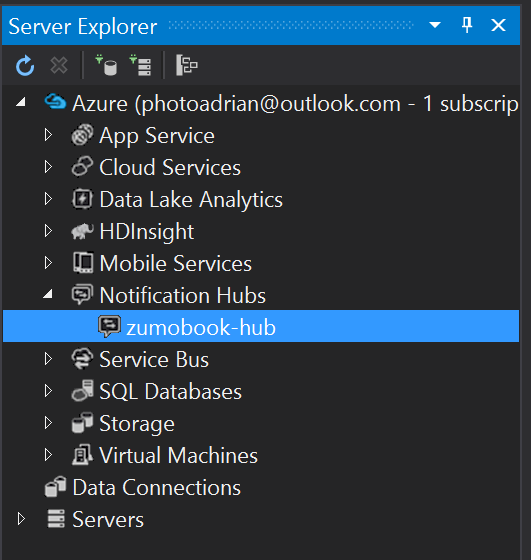 Server Explorer
Azure (photoadrian@outlook.com - 1 subscrip
App Service
Cloud Services
Data Lake Analytics
HDInsight
Mobile Services
Notification Hubs
zumobook-hub
Service Bus
SQL Databases
Storage
Virtual Machines
Data Connections
Servers